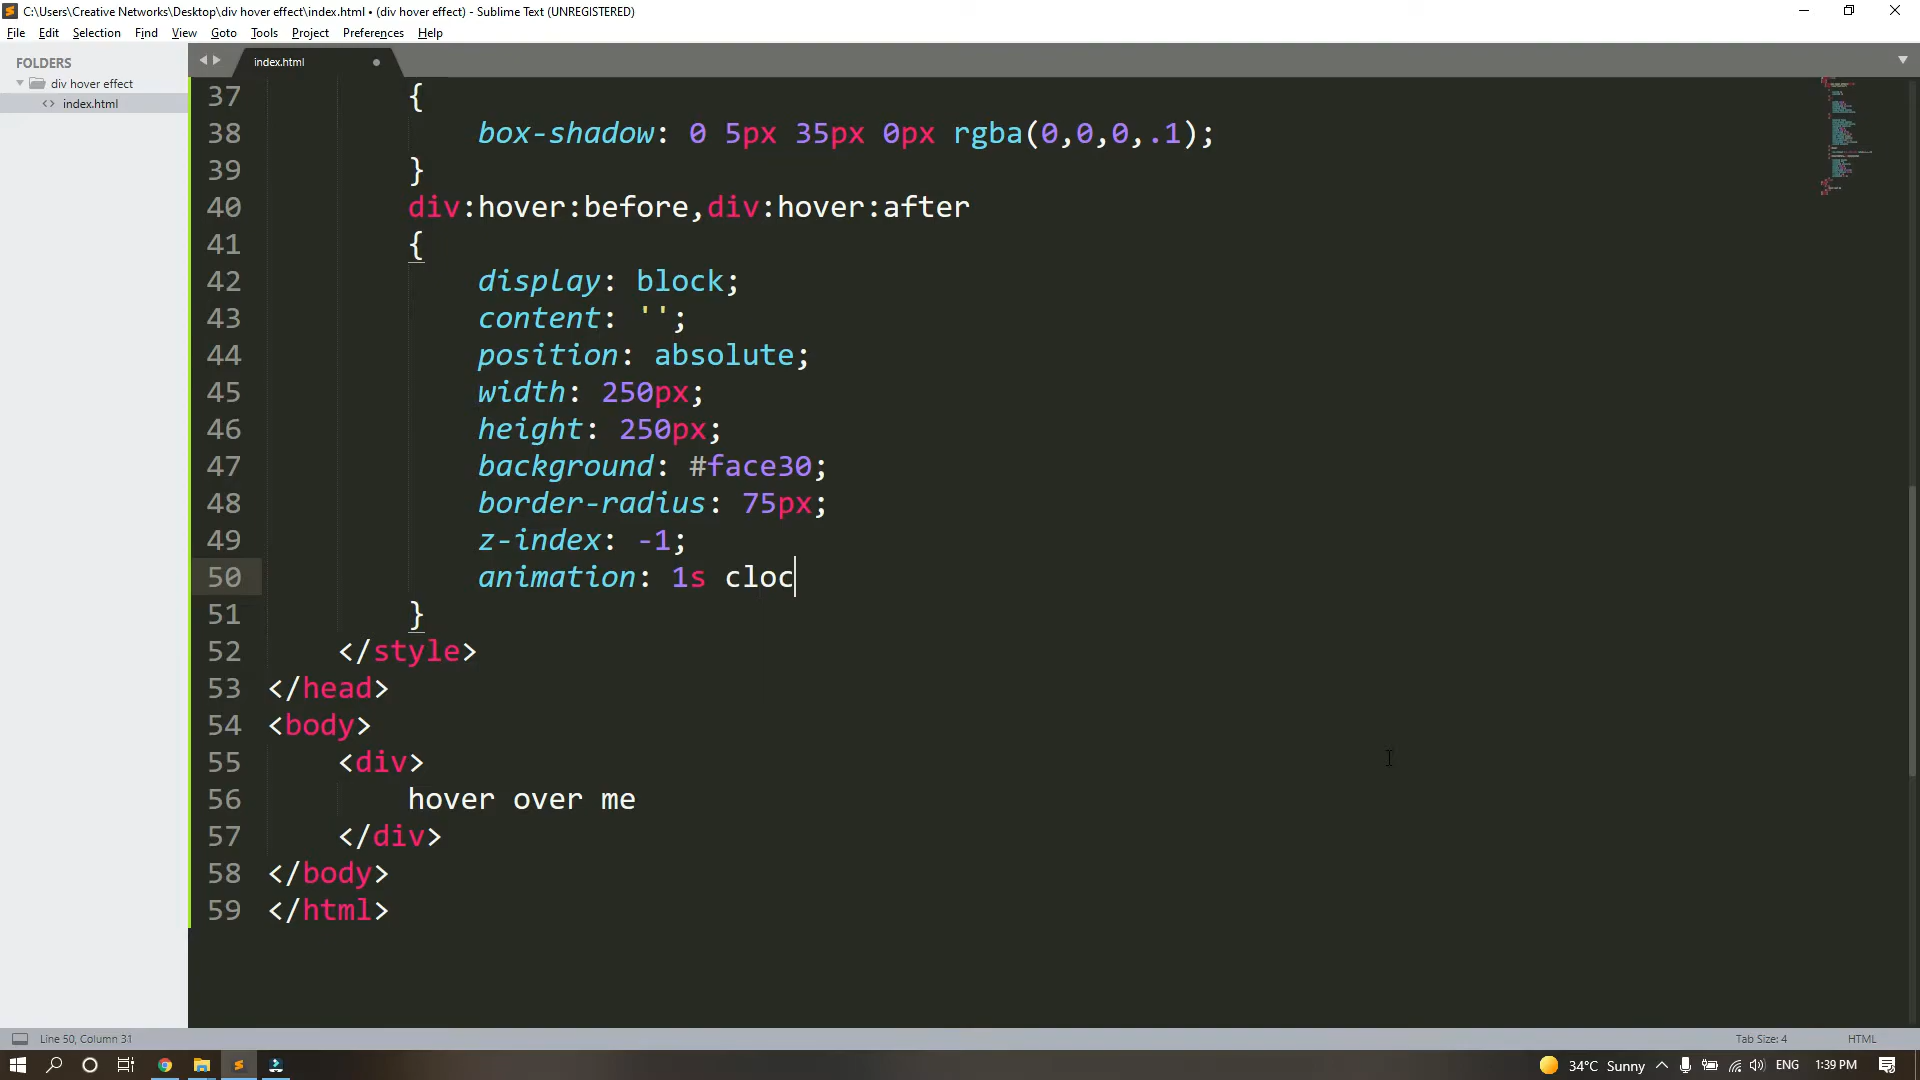 C:\Users\Creative Networks\Desktop\div hover effect\index.html • (div hover effect) - Sublime Text (UNREGISTERED)
File Edit Selection Find View Goto Tools Project Preferences Help
FOLDERS
div hover effect
index.html
index.html
37 {
38 box-shadow: 0 5px 35px 0px rgba(0,0,0,.1);
39 }
40 div:hover:before,div:hover:after
41 {
42 display: block;
43 content: '';
44 position: absolute;
45 width: 250px;
46 height: 250px;
47 background: #face30;
48 border-radius: 75px;
49 z-index: -1;
50 animation: 1s cloc
51 }
52 </style>
53 </head>
54 <body>
55 <div>
56 hover over me
57 </div>
58 </body>
59 </html>
Line 50, Column 31
Tab Size: 4
HTML
34°C Sunny
ENG
1:39 PM